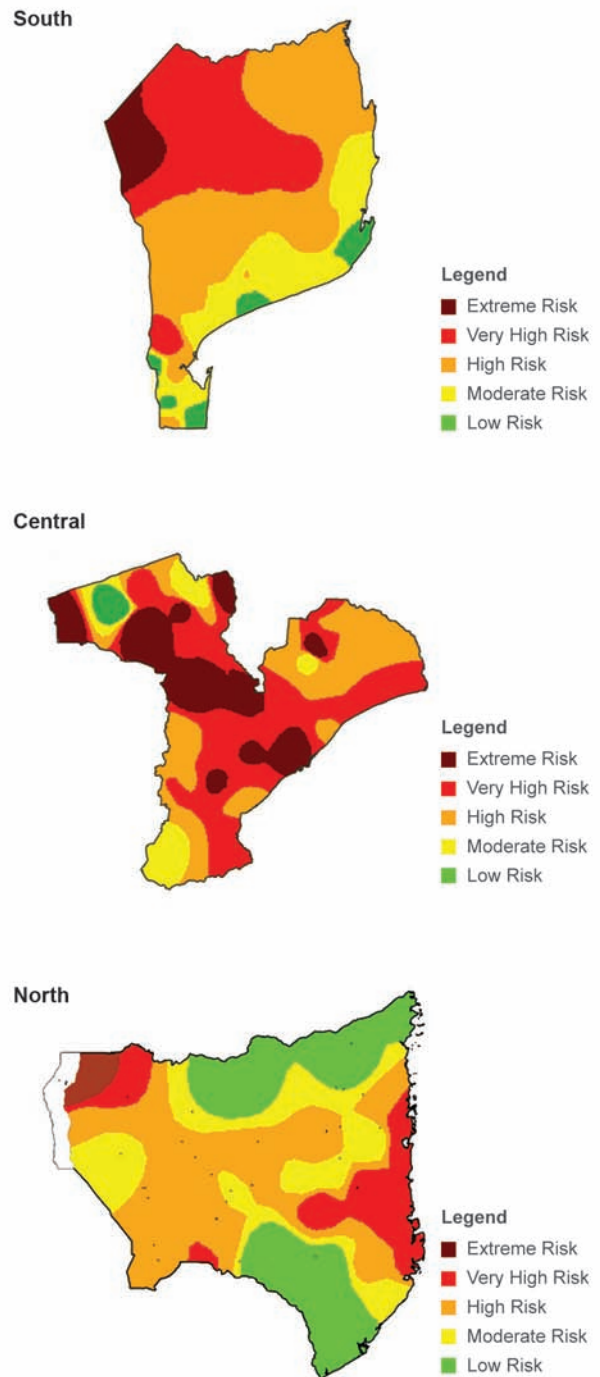 South
Legend
Extreme Risk
Very High Risk
High Risk
Moderate Risk
Low Risk
Central
Legend
Extreme Risk
Very High Risk
High Risk
Moderate Risk
Low Risk
North
Legend
Extreme Risk
Very High Risk
High Risk
Moderate Risk
Low Risk